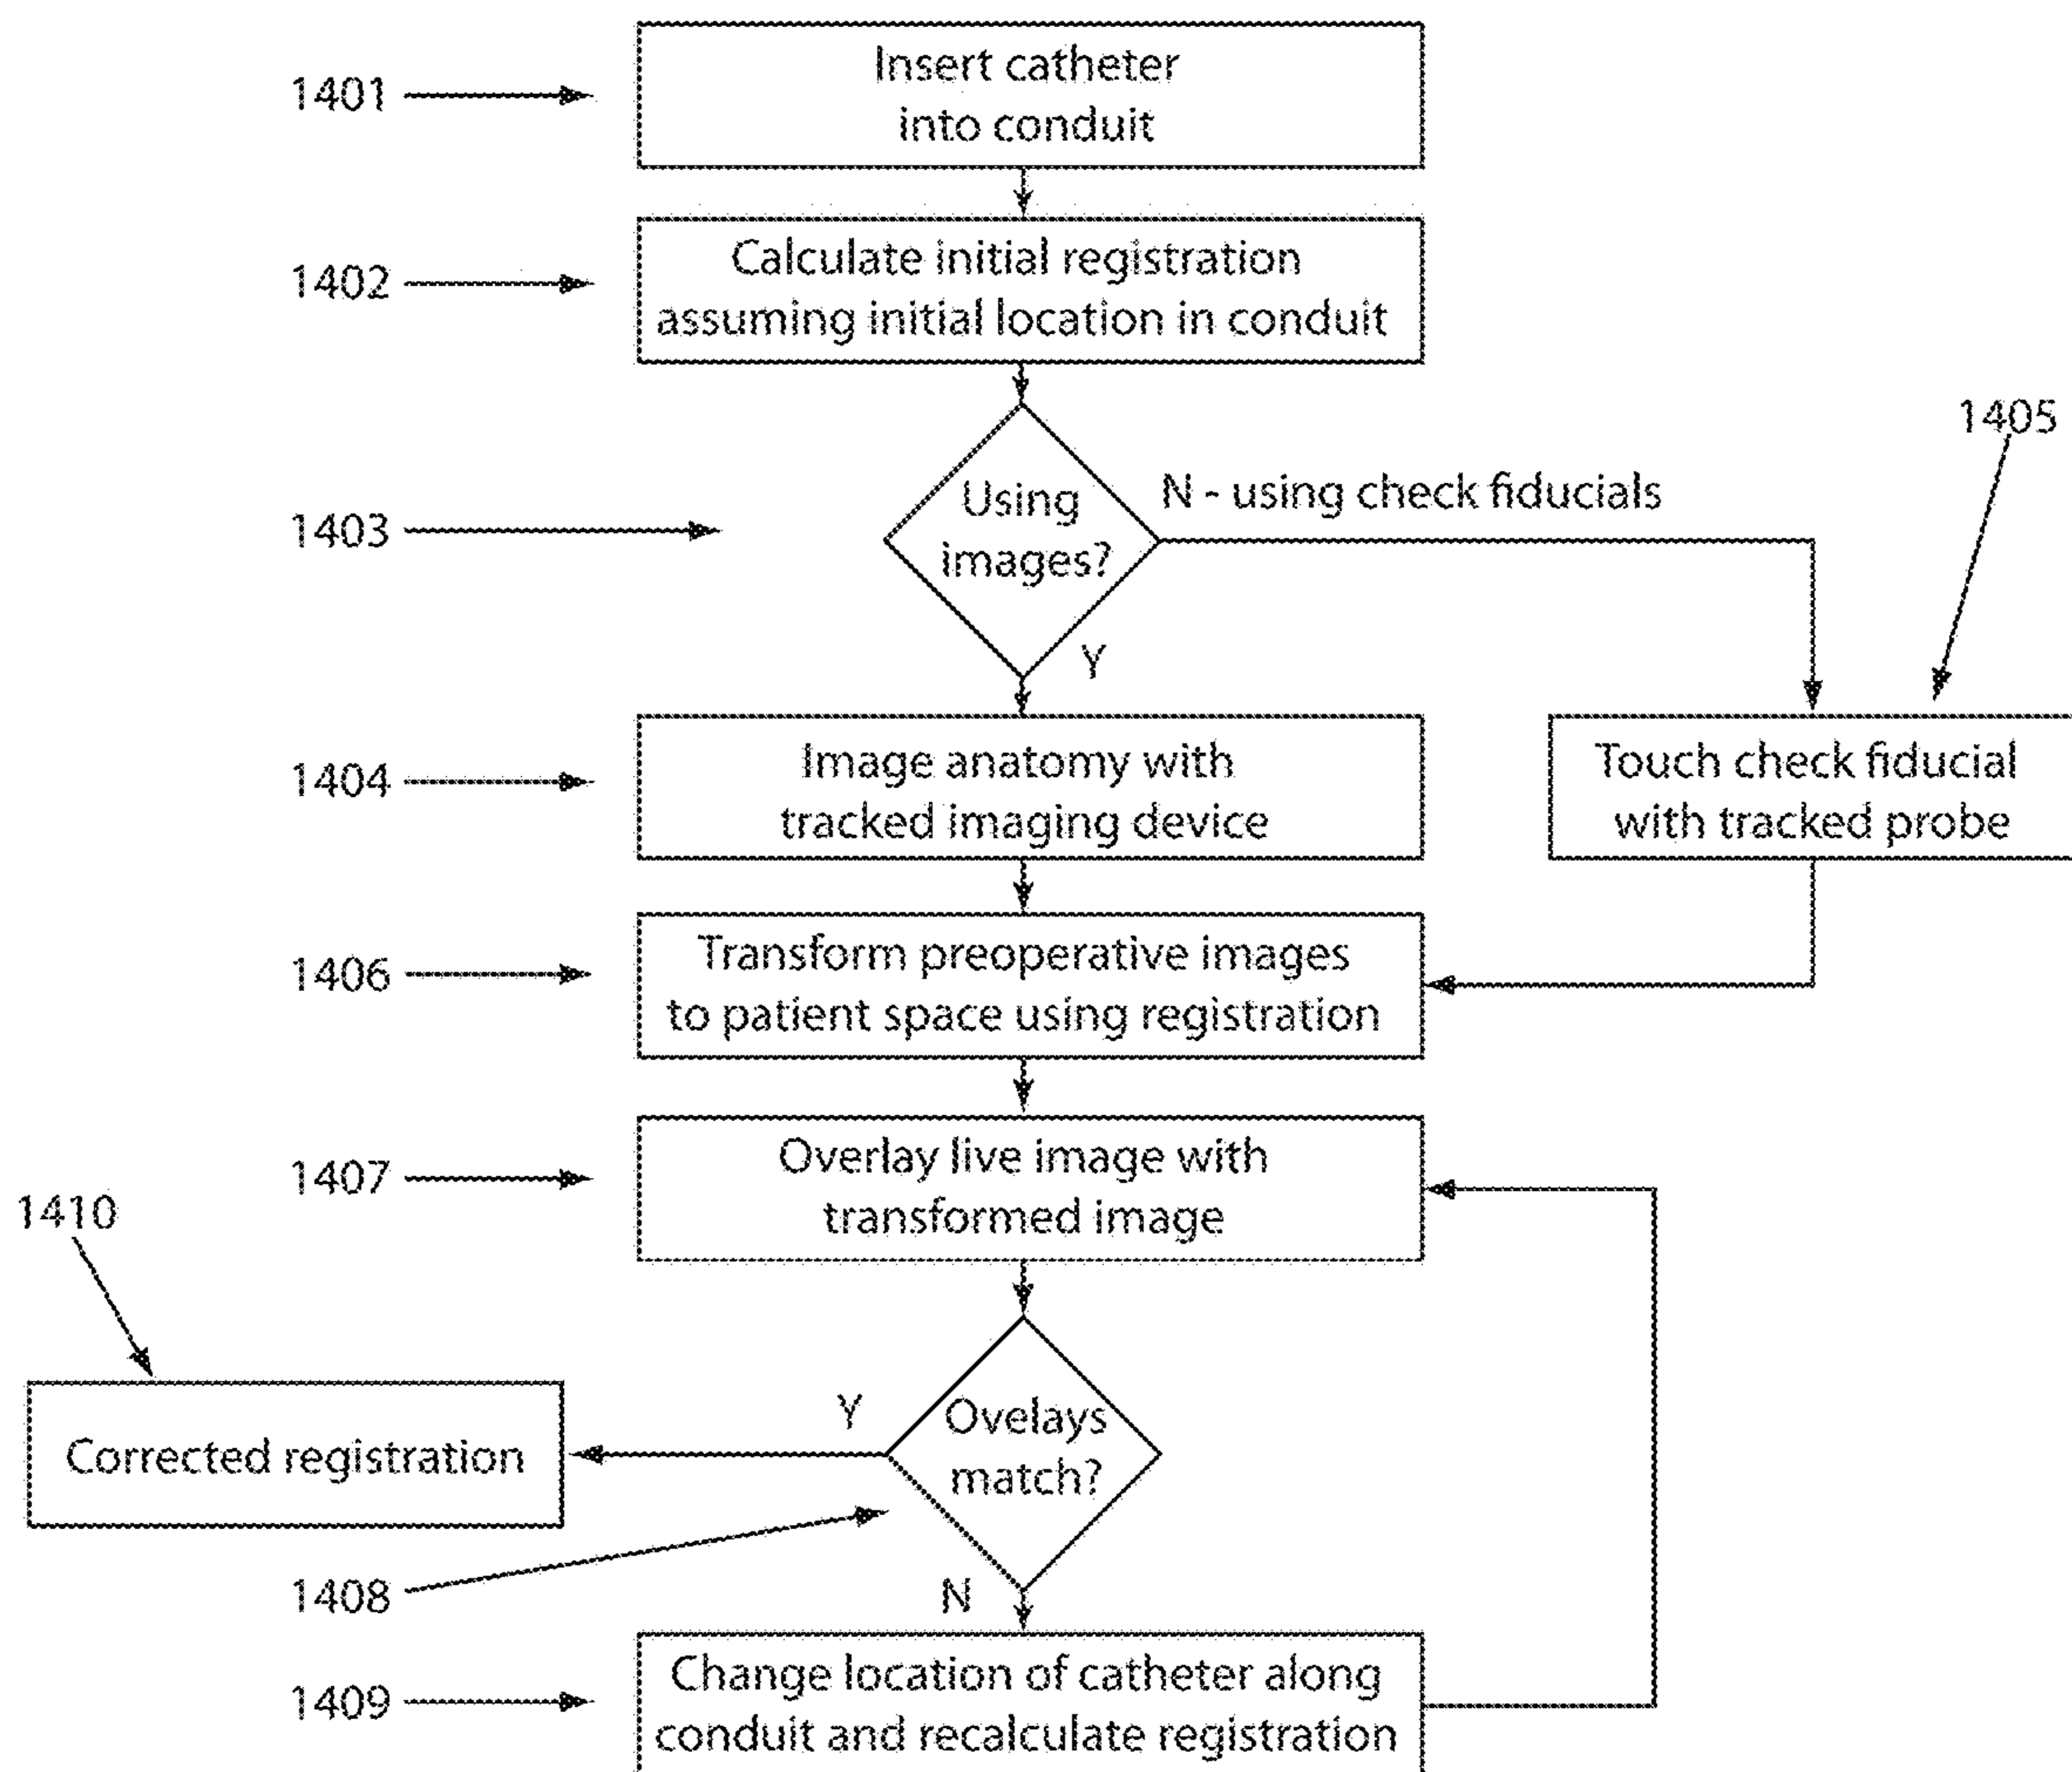 1401
Insert catheter
into conduit
1402
Calculate initial registration
assuming initial location in conduit
1403
Using
images?
N - using check fiducials
1405
Y
1404
Image anatomy with
tracked imaging device
Touch check fiducial
with tracked probe
1406
Transform preoperative images
to patient space using registration
1407
Overlay live image with
transformed image
1410
Y
Ovelays
match?
Corrected registration
1408
N
1409
Change location of catheter along
conduit and recalculate registration